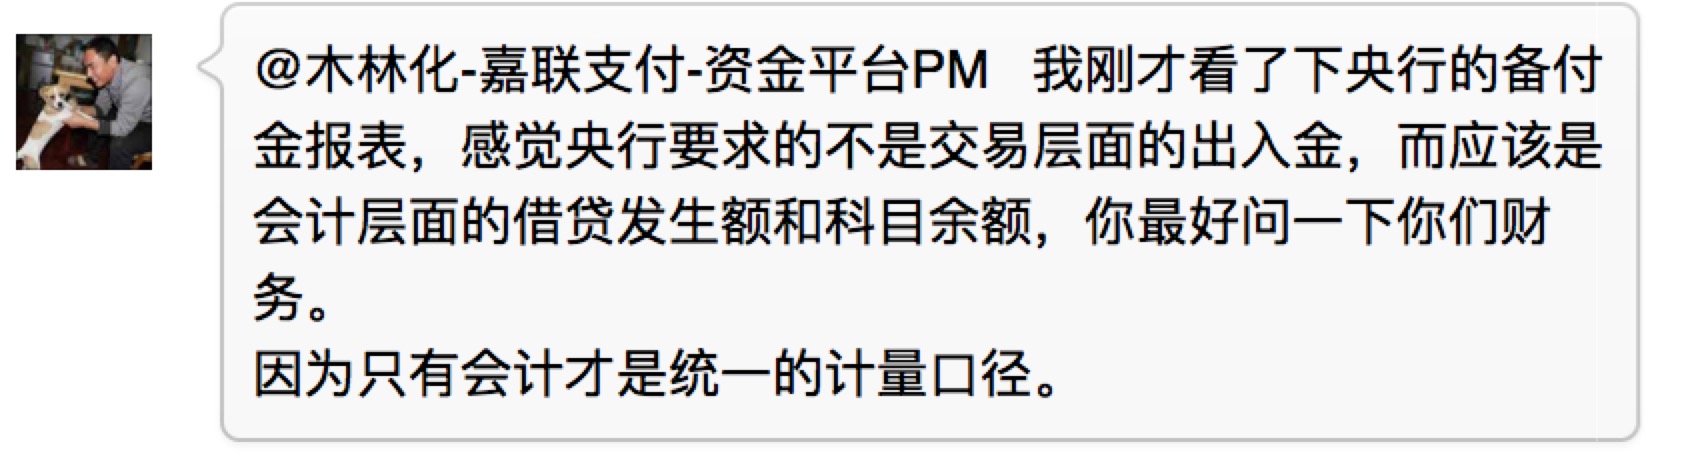 @木林化-嘉联支付-资金平台PM 我刚才看了下央行的备付
金报表，感觉央行要求的不是交易层面的出入金，而应该是
会计层面的借贷发生额和科目余额，你最好问一下你们财
务。
因为只有会计才是统一的计量口径。